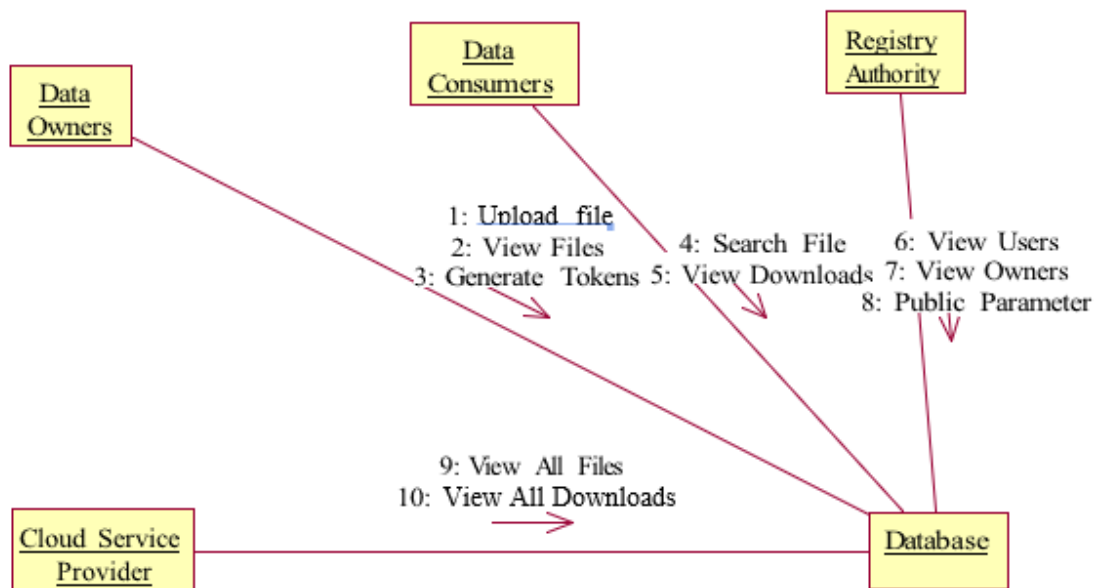 Data
Owners
Data
Consumers
Registry
Authority
1: Upload file
2: View Files
3: Generate Tokens
4: Search File
5: View Downloads
6: View Users
7: View Owners
8: Public Parameter
9: View All Files
10: View All Downloads
Cloud Service
Provider
Database